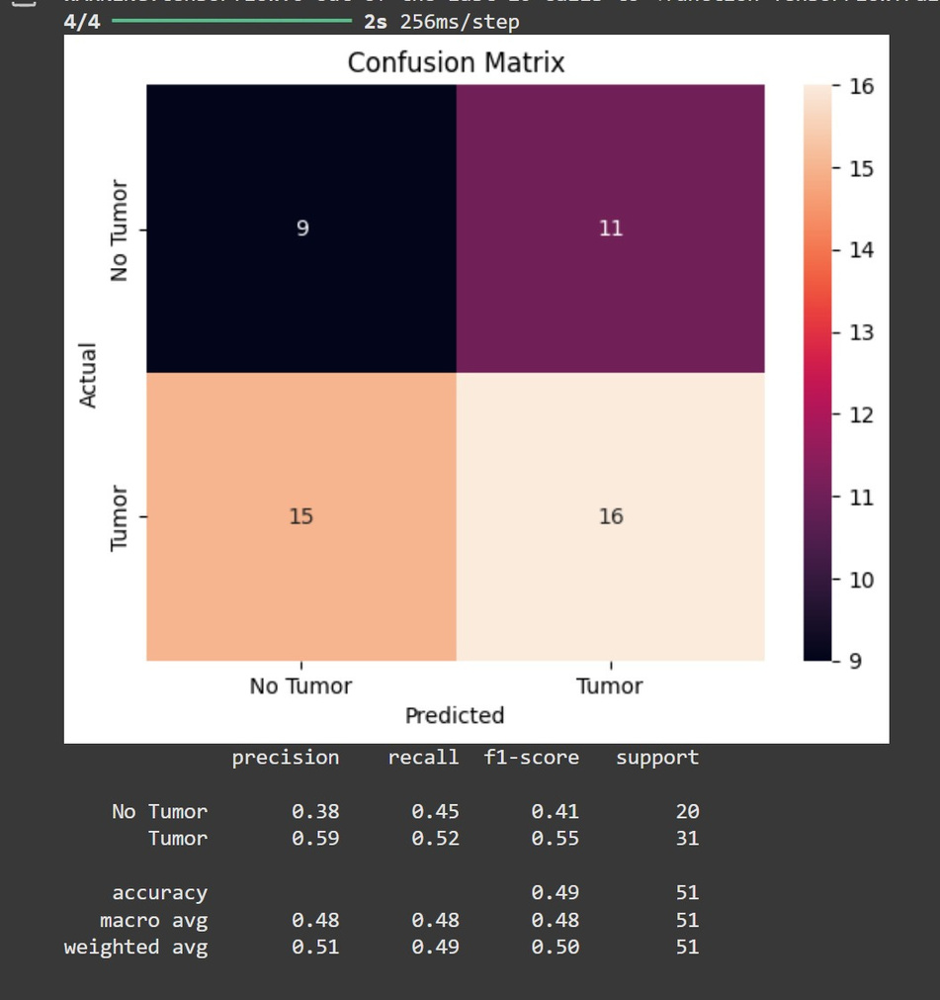 4/4 2s 256ms/step
Confusion Matrix
16
15
14
13
12
11
10
9
No Tumor
Tumor
Actual
9 11
15 16
No Tumor Tumor
Predicted
precision recall f1-score support
No Tumor 0.38 0.45 0.41 20
Tumor 0.59 0.52 0.55 31
accuracy 0.49 51
macro avg 0.48 0.48 0.48 51
weighted avg 0.51 0.49 0.50 51